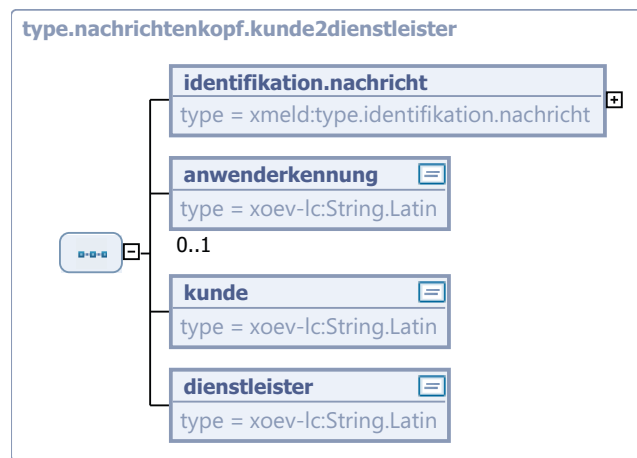 type.nachrichtenkopf.kunde2dienstleister
identifikation.nachricht
type = xmeld:type.identifikation.nachricht
anwenderkennung
type = xoev-lc:String.Latin
0..1
kunde
type = xoev-lc:String.Latin
dienstleister
type = xoev-lc:String.Latin